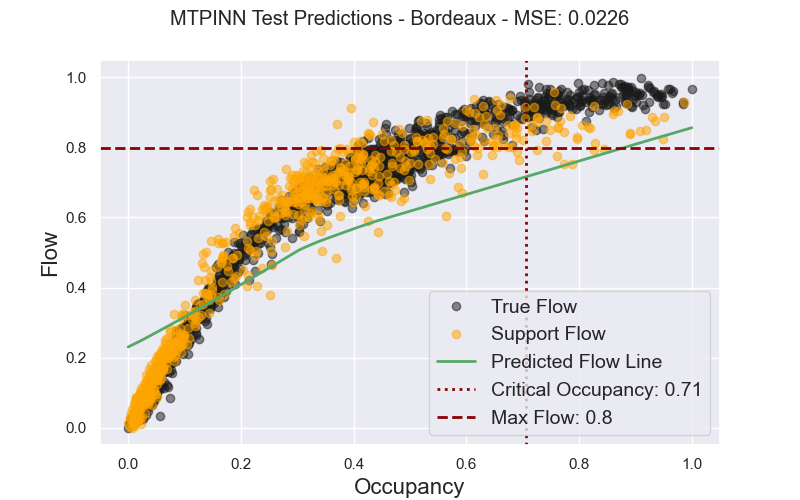 MTPINN Test Predictions - Bordeaux - MSE: 0.0226
1.0
0.8
0.6
0.4
0.2
0.0
Flow
True Flow
Support Flow
Predicted Flow Line
Critical Occupancy: 0.71
Max Flow: 0.8
0.0 0.2 0.4 0.6 0.8 1.0
Occupancy